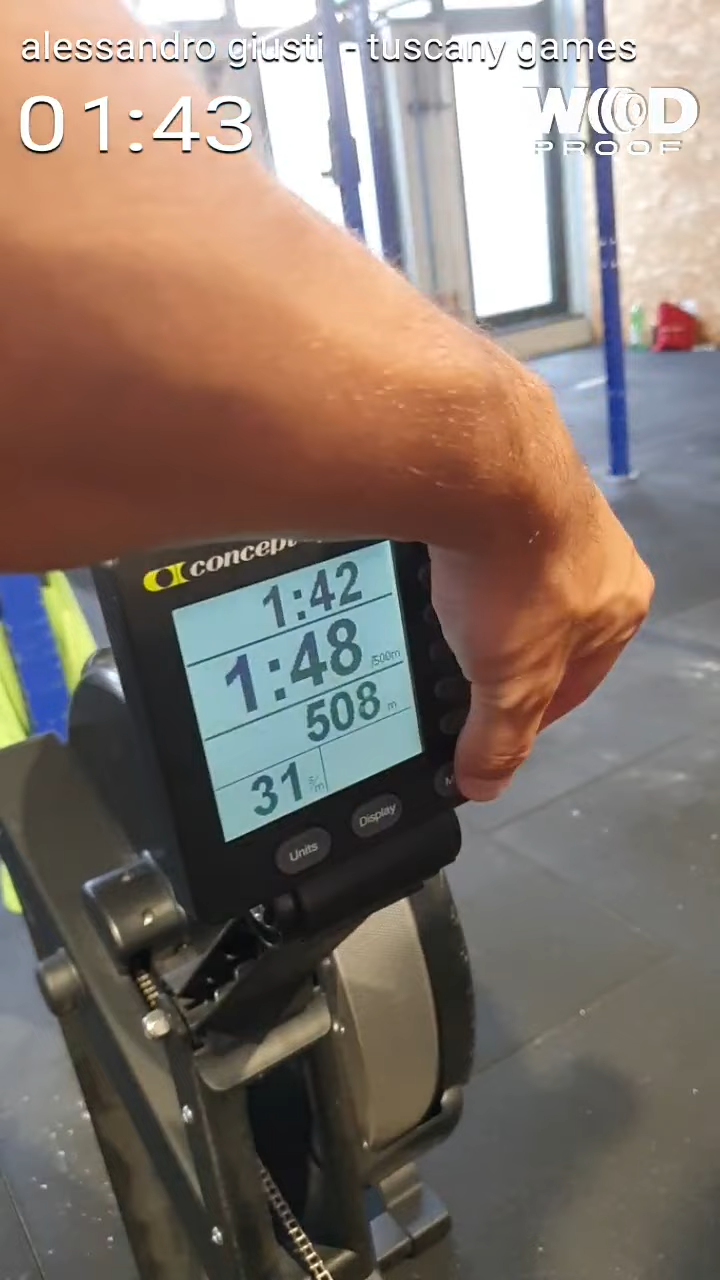 alessandro giusti - tuscany games
01:43
WOD
PROOF
concept
1:42
1:48 /500m
508 m
31 s/m
Units
Display
M